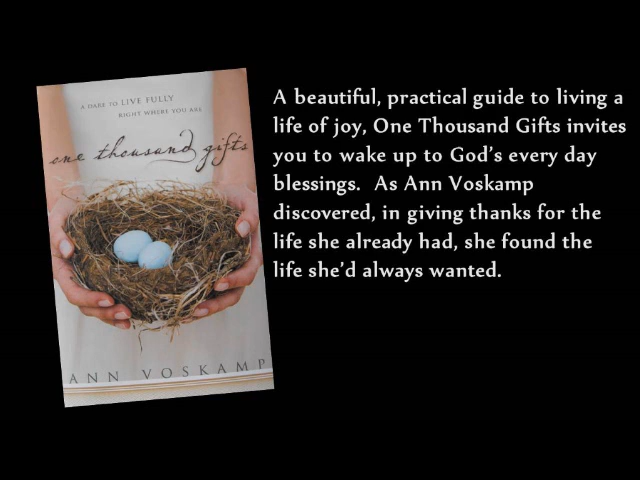 A DARE TO LIVE FULLY
RIGHT WHERE YOU ARE
one thousand gifts
ANN VOSKAMP
A beautiful, practical guide to living a
life of joy, One Thousand Gifts invites
you to wake up to God's every day
blessings.  As Ann Voskamp
discovered, in giving thanks for the
life she already had, she found the
life she'd always wanted.